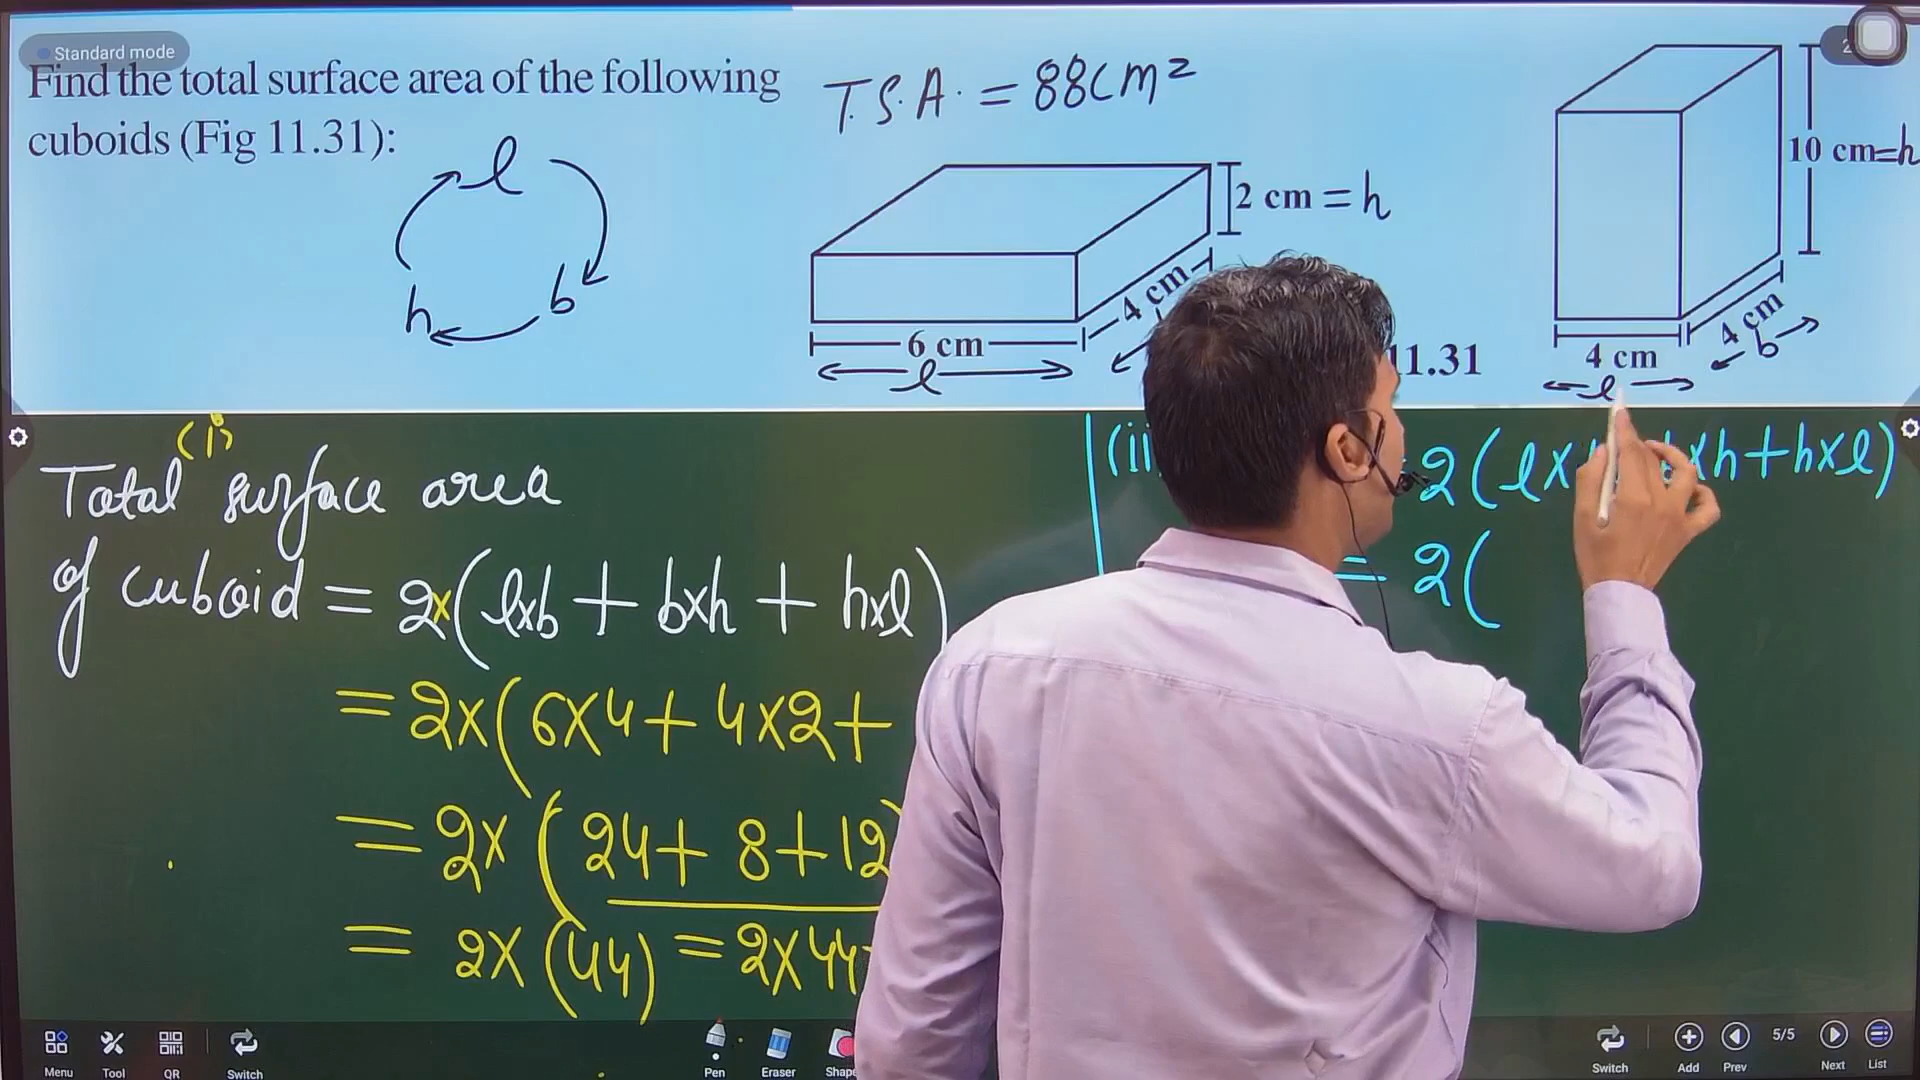 Standard mode
Find the total surface area of the following
cuboids (Fig 11.31):
T.S.A. = 88cm²
l
b
h
2 cm = h
4 cm
6 cm
l
11.31
10 cm=h
4 cm
b
4 cm
l
(i)
Total surface area
of cuboid = 2x(lxb + bxh + hxl)
= 2x(6x4+4x2+
= 2x (24+ 8+12)
= 2x (44) = 2x44
(ii
2(lx xh+hxl)
= 2(
Menu Tool QR Switch Pen Eraser Shape Switch Add Prev 5/5 Next List